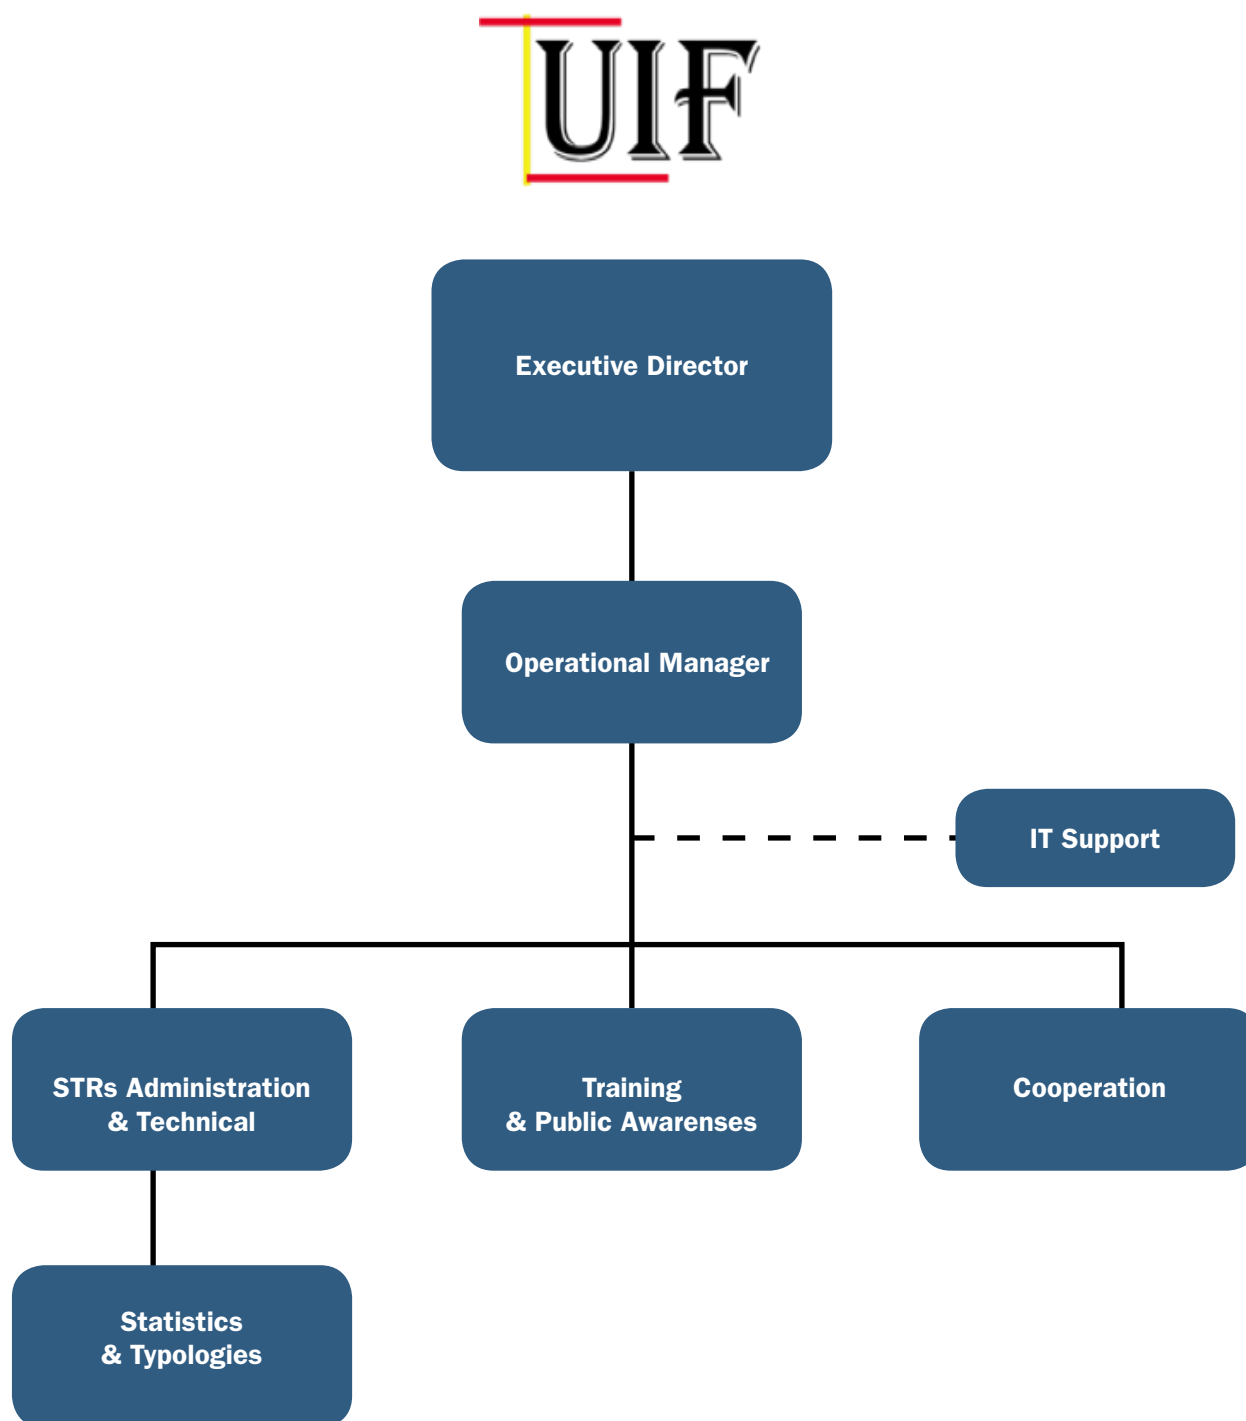 UIF
Executive Director
Operational Manager
IT Support
STRs Administration
& Technical
Training
& Public Awarenses
Cooperation
Statistics
& Typologies